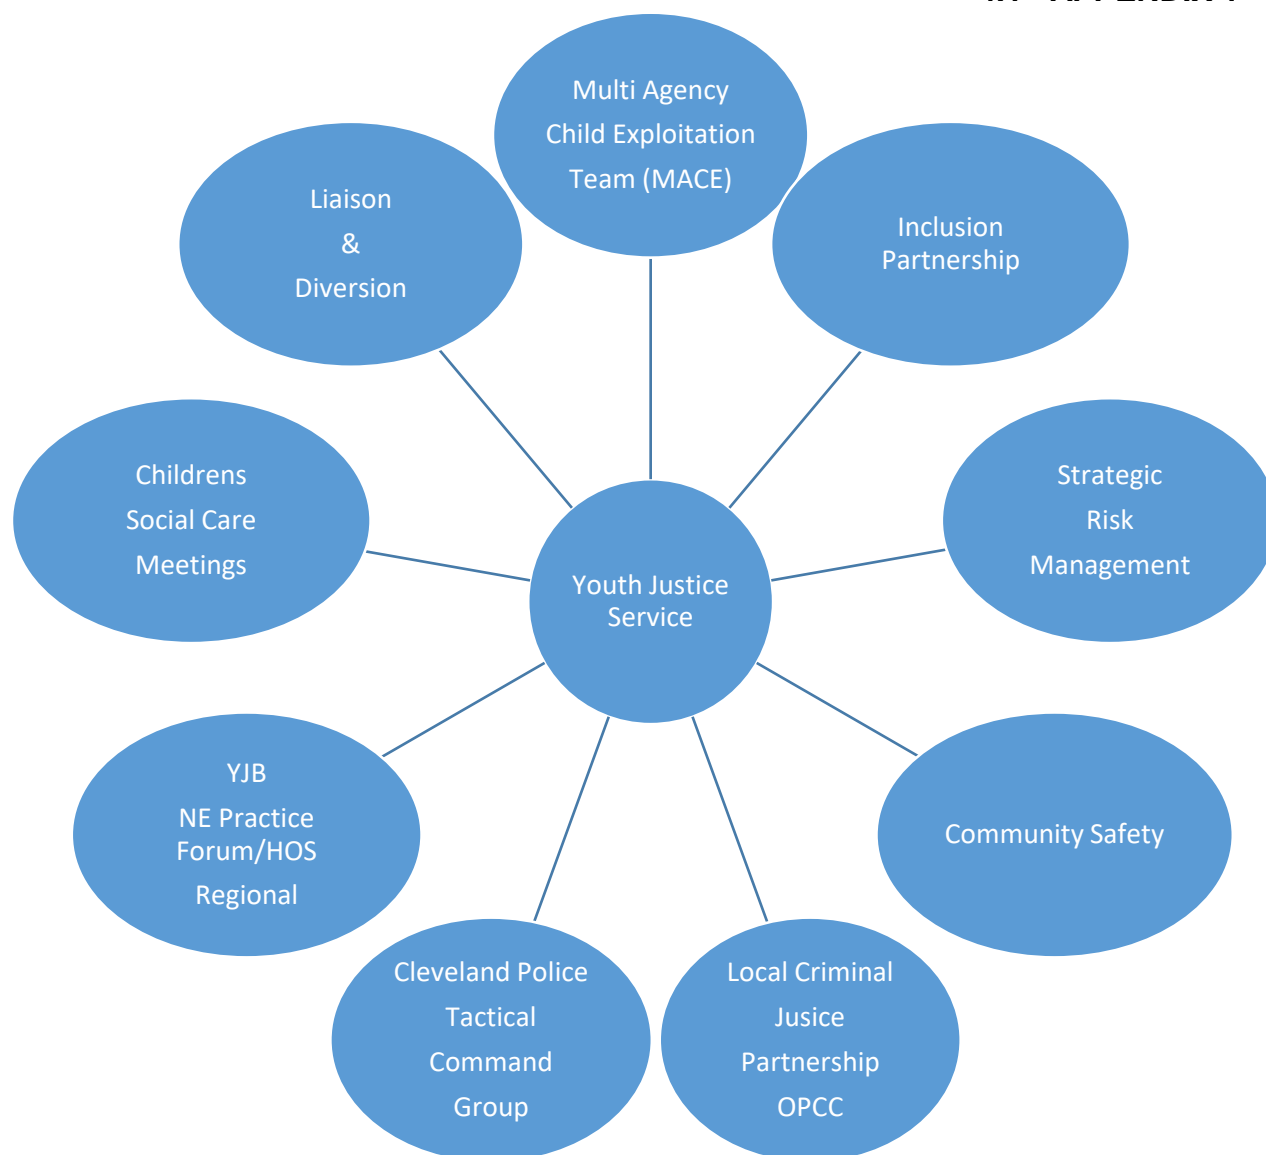 Multi Agency
Child Exploitation
Team (MACE)
Liaison
&
Diversion
Inclusion
Partnership
Childrens
Social Care
Meetings
Strategic
Risk
Management
Youth Justice
Service
YJB
NE Practice
Forum/HOS
Regional
Community Safety
Cleveland Police
Tactical
Command
Group
Local Criminal
Jusice
Partnership
OPCC